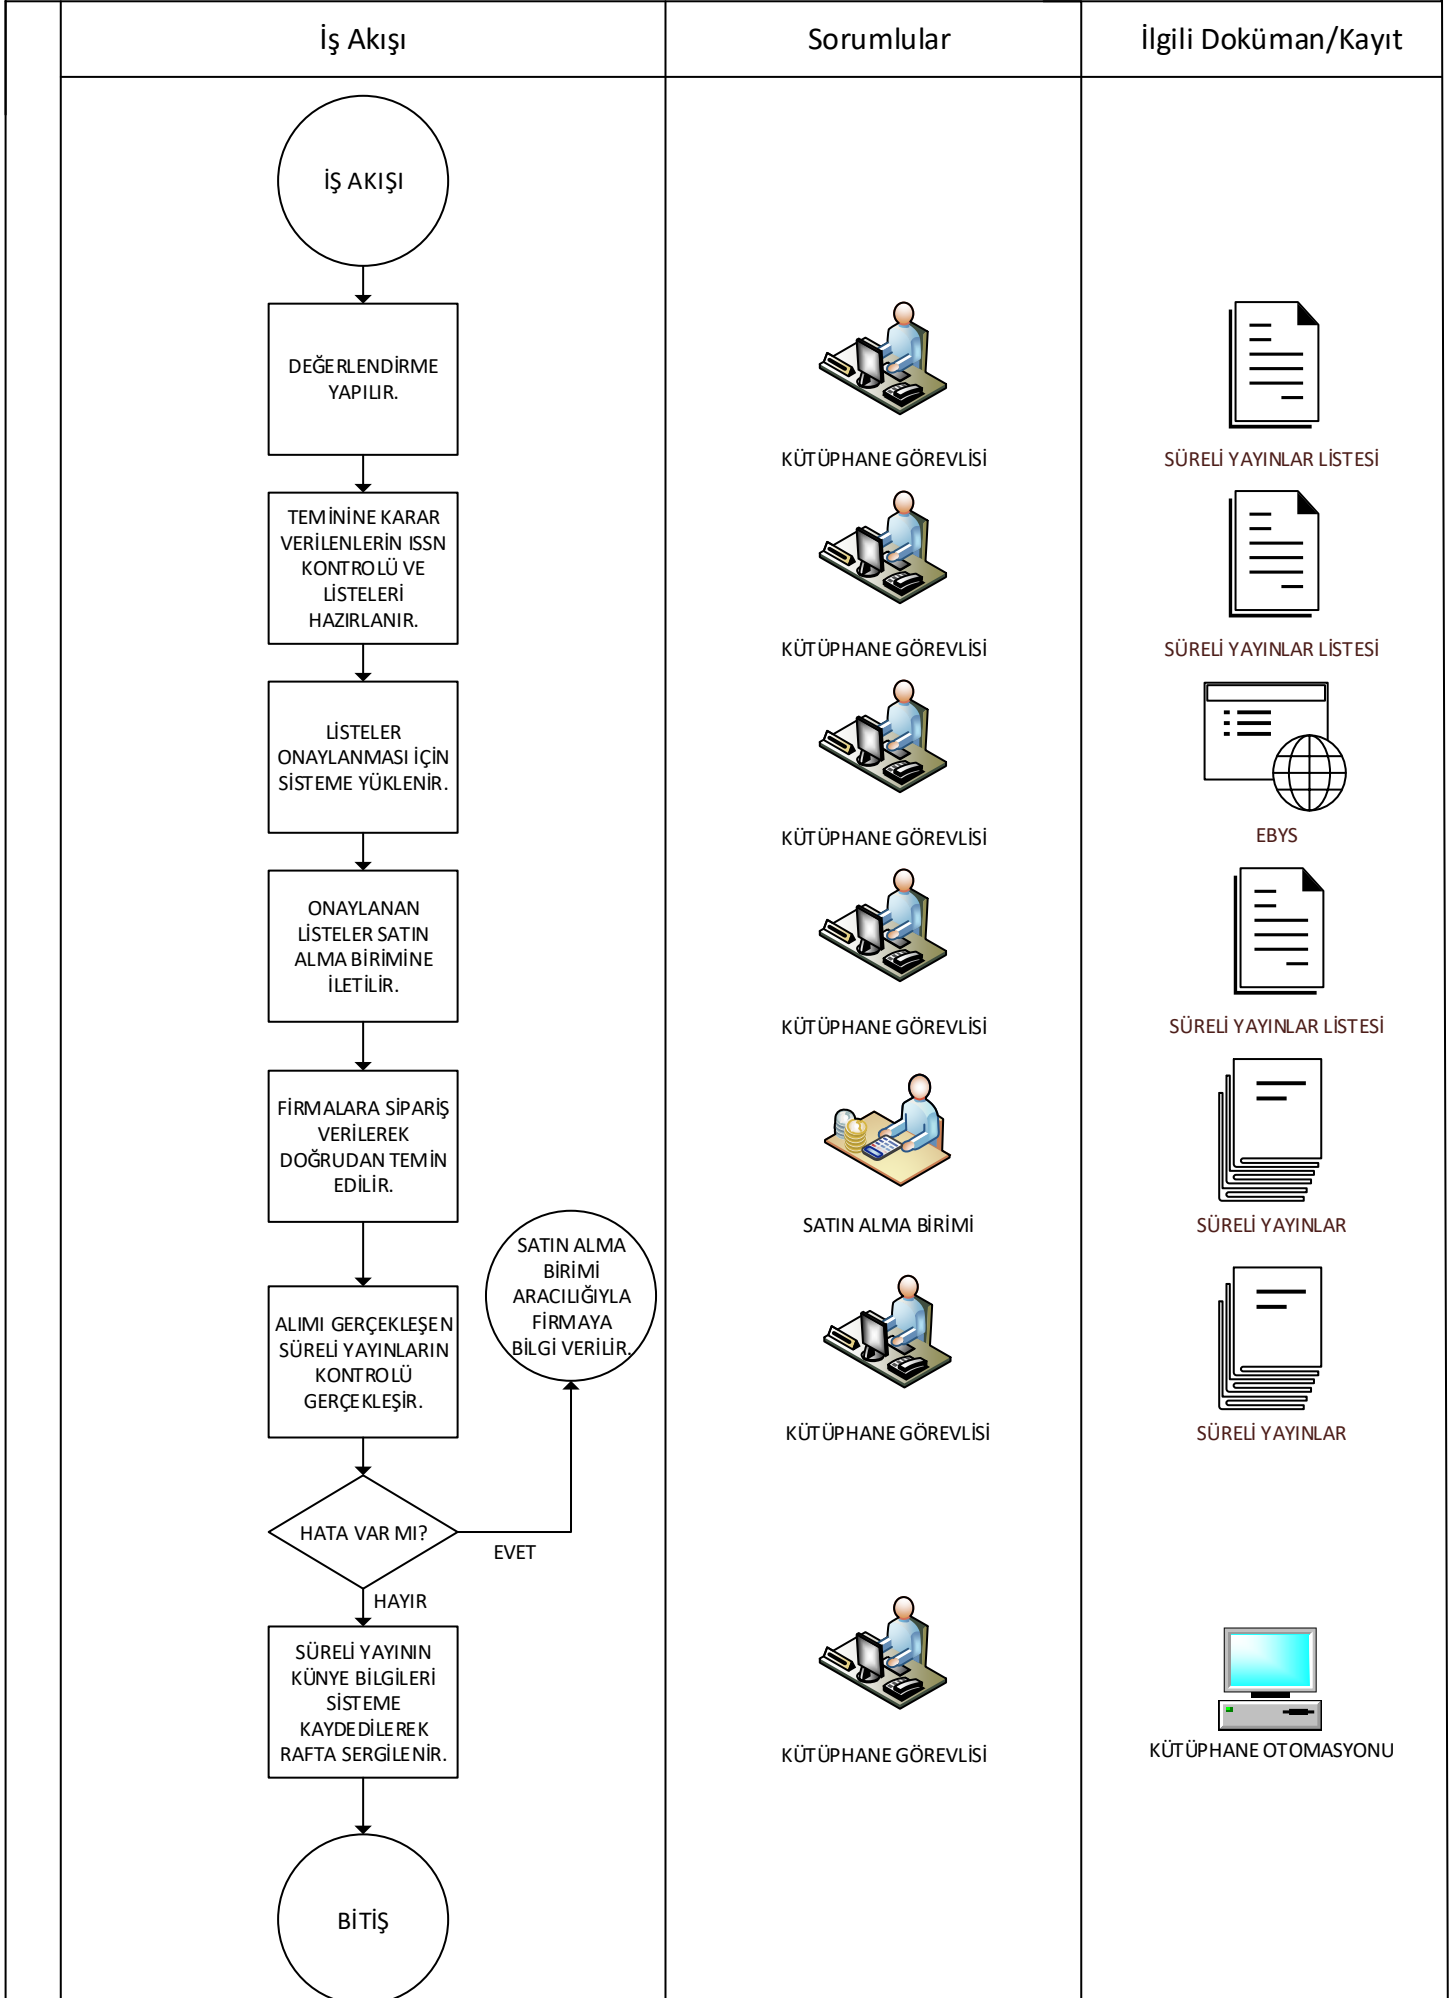 İş Akışı
Sorumlular
İlgili Doküman/Kayıt
İŞ AKIŞI
DEĞERLENDİRME
YAPILIR.
KÜTÜPHANE GÖREVLİSİ
SÜRELİ YAYINLAR LİSTESİ
TEMİNİNE KARAR
VERİLENLERİN ISSN
KONTROLÜ VE
LİSTELERİ
HAZIRLANIR.
KÜTÜPHANE GÖREVLİSİ
SÜRELİ YAYINLAR LİSTESİ
LİSTELER
ONAYLANMASI İÇİN
SİSTEME YÜKLENİR.
KÜTÜPHANE GÖREVLİSİ
EBYS
ONAYLANAN
LİSTELER SATIN
ALMA BİRİMİNE
İLETİLİR.
KÜTÜPHANE GÖREVLİSİ
SÜRELİ YAYINLAR LİSTESİ
FİRMALARA SİPARİŞ
VERİLEREK
DOĞRUDAN TEMİN
EDİLİR.
SATIN ALMA BİRİMİ
SÜRELİ YAYINLAR
SATIN ALMA
BİRİMİ
ARACILIĞIYLA
FİRMAYA
BİLGİ VERİLİR.
ALIMI GERÇEKLEŞEN
SÜRELİ YAYINLARIN
KONTROLÜ
GERÇEKLEŞİR.
KÜTÜPHANE GÖREVLİSİ
SÜRELİ YAYINLAR
HATA VAR MI?
EVET
HAYIR
SÜRELİ YAYININ
KÜNYE BİLGİLERİ
SİSTEME
KAYDEDİLEREK
RAFTA SERGİLENİR.
KÜTÜPHANE GÖREVLİSİ
KÜTÜPHANE OTOMASYONU
BİTİŞ